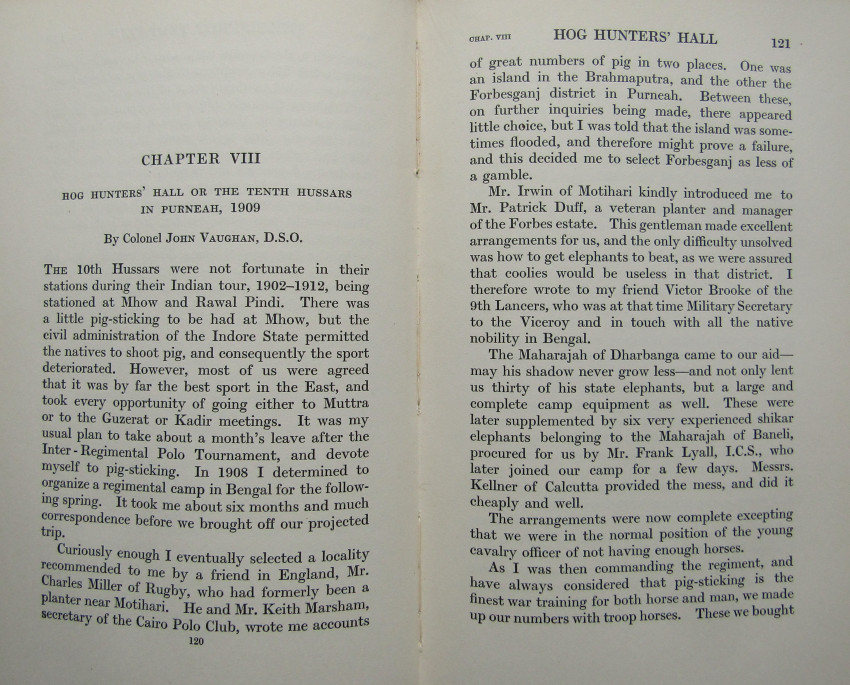 CHAPTER VIII
HOG HUNTERS' HALL OR THE TENTH HUSSARS
IN PURNEAH, 1909
By Colonel JOHN VAUGHAN, D.S.O.
THE 10th Hussars were not fortunate in their
stations during their Indian tour, 1902–1912, being
stationed at Mhow and Rawal Pindi. There was
a little pig-sticking to be had at Mhow, but the
civil administration of the Indore State permitted
the natives to shoot pig, and consequently the sport
deteriorated. However, most of us were agreed
that it was by far the best sport in the East, and
took every opportunity of going either to Muttra
or to the Guzerat or Kadir meetings. It was my
usual plan to take about a month's leave after the
Inter-Regimental Polo Tournament, and devote
myself to pig-sticking. In 1908 I determined to
organize a regimental camp in Bengal for the follow-
ing spring. It took me about six months and much
correspondence before we brought off our projected
trip.
Curiously enough I eventually selected a locality
recommended to me by a friend in England, Mr.
Charles Miller of Rugby, who had formerly been a
planter near Motihari. He and Mr. Keith Marsham,
secretary of the Cairo Polo Club, wrote me accounts
120
CHAP. VIII HOG HUNTERS' HALL 121
of great numbers of pig in two places. One was
an island in the Brahmaputra, and the other the
Forbesganj district in Purneah. Between these,
on further inquiries being made, there appeared
little choice, but I was told that the island was some-
times flooded, and therefore might prove a failure,
and this decided me to select Forbesganj as less of
a gamble.
Mr. Irwin of Motihari kindly introduced me to
Mr. Patrick Duff, a veteran planter and manager
of the Forbes estate. This gentleman made excellent
arrangements for us, and the only difficulty unsolved
was how to get elephants to beat, as we were assured
that coolies would be useless in that district. I
therefore wrote to my friend Victor Brooke of the
9th Lancers, who was at that time Military Secretary
to the Viceroy and in touch with all the native
nobility in Bengal.
The Maharajah of Dharbanga came to our aid—
may his shadow never grow less—and not only lent
us thirty of his state elephants, but a large and
complete camp equipment as well. These were
later supplemented by six very experienced shikar
elephants belonging to the Maharajah of Baneli,
procured for us by Mr. Frank Lyall, I.C.S., who
later joined our camp for a few days. Messrs.
Kellner of Calcutta provided the mess, and did it
cheaply and well.
The arrangements were now complete excepting
that we were in the normal position of the young
cavalry officer of not having enough horses.
As I was then commanding the regiment, and
have always considered that pig-sticking is the
finest war training for both horse and man, we made
up our numbers with troop horses. These we bought